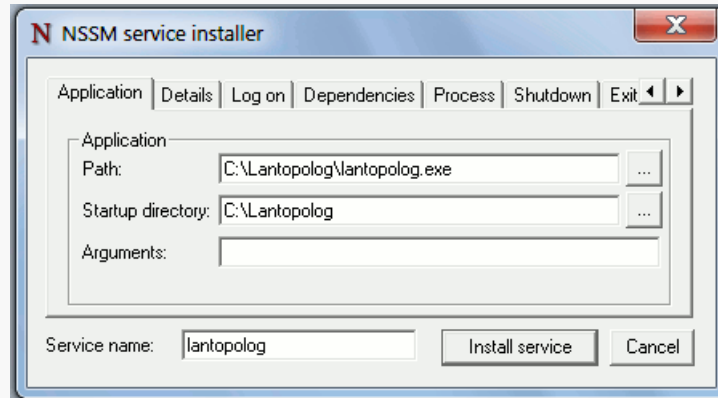 N NSSM service installer X
Application Details Log on Dependencies Process Shutdown Exit
Application
Path: C:\Lantopolog\lantopolog.exe ...
Startup directory: C:\Lantopolog ...
Arguments:
Service name: lantopolog Install service Cancel